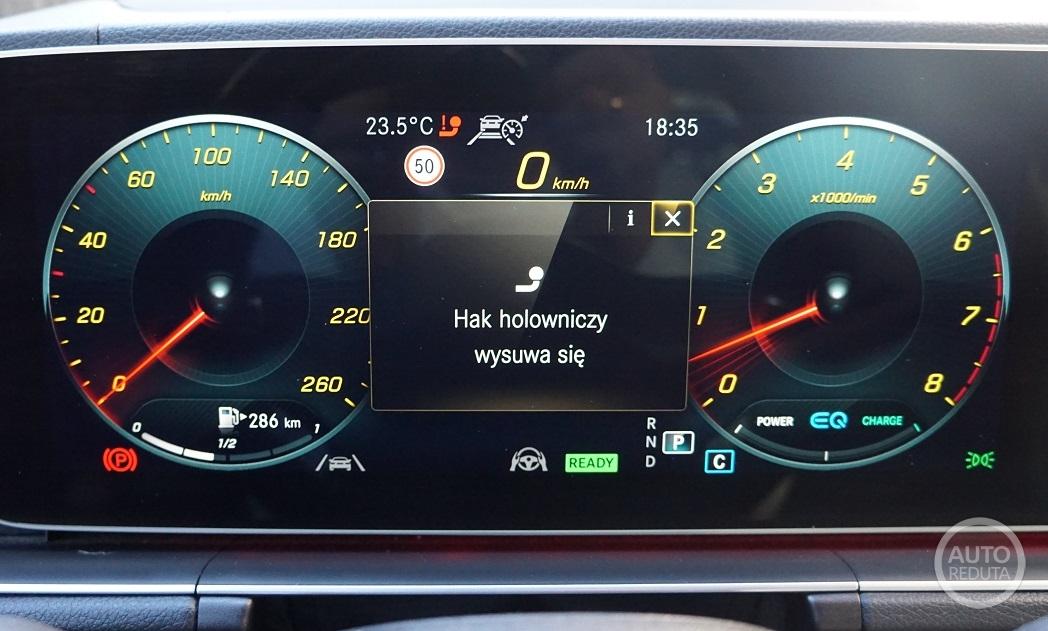 23.5°C
18:35
50
0 km/h
i X
Hak holowniczy
wysuwa się
0
20
40
60
100
140
180
220
260
km/h
286 km
0 1/2 1
0
1
2
3
4
5
6
7
8
x1000/min
POWER EQ CHARGE
P
READY
R
N P
D
C
AUTO
REDUTA